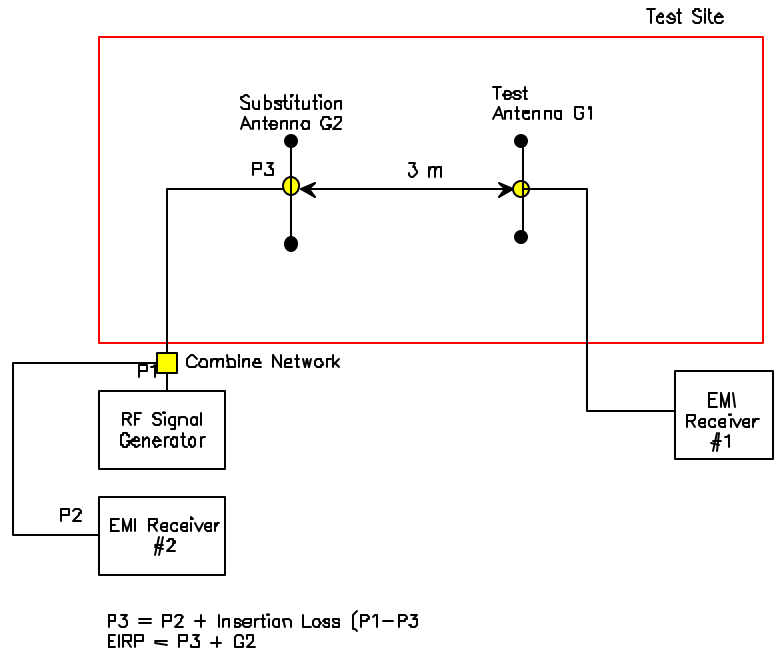 Test Site
Substitution
Antenna G2
Test
Antenna G1
P3
3 m
P1
Combine Network
RF Signal
Generator
EMI
Receiver
#1
P2
EMI Receiver
#2
P3 = P2 + Insertion Loss (P1-P3
EIRP = P3 + G2